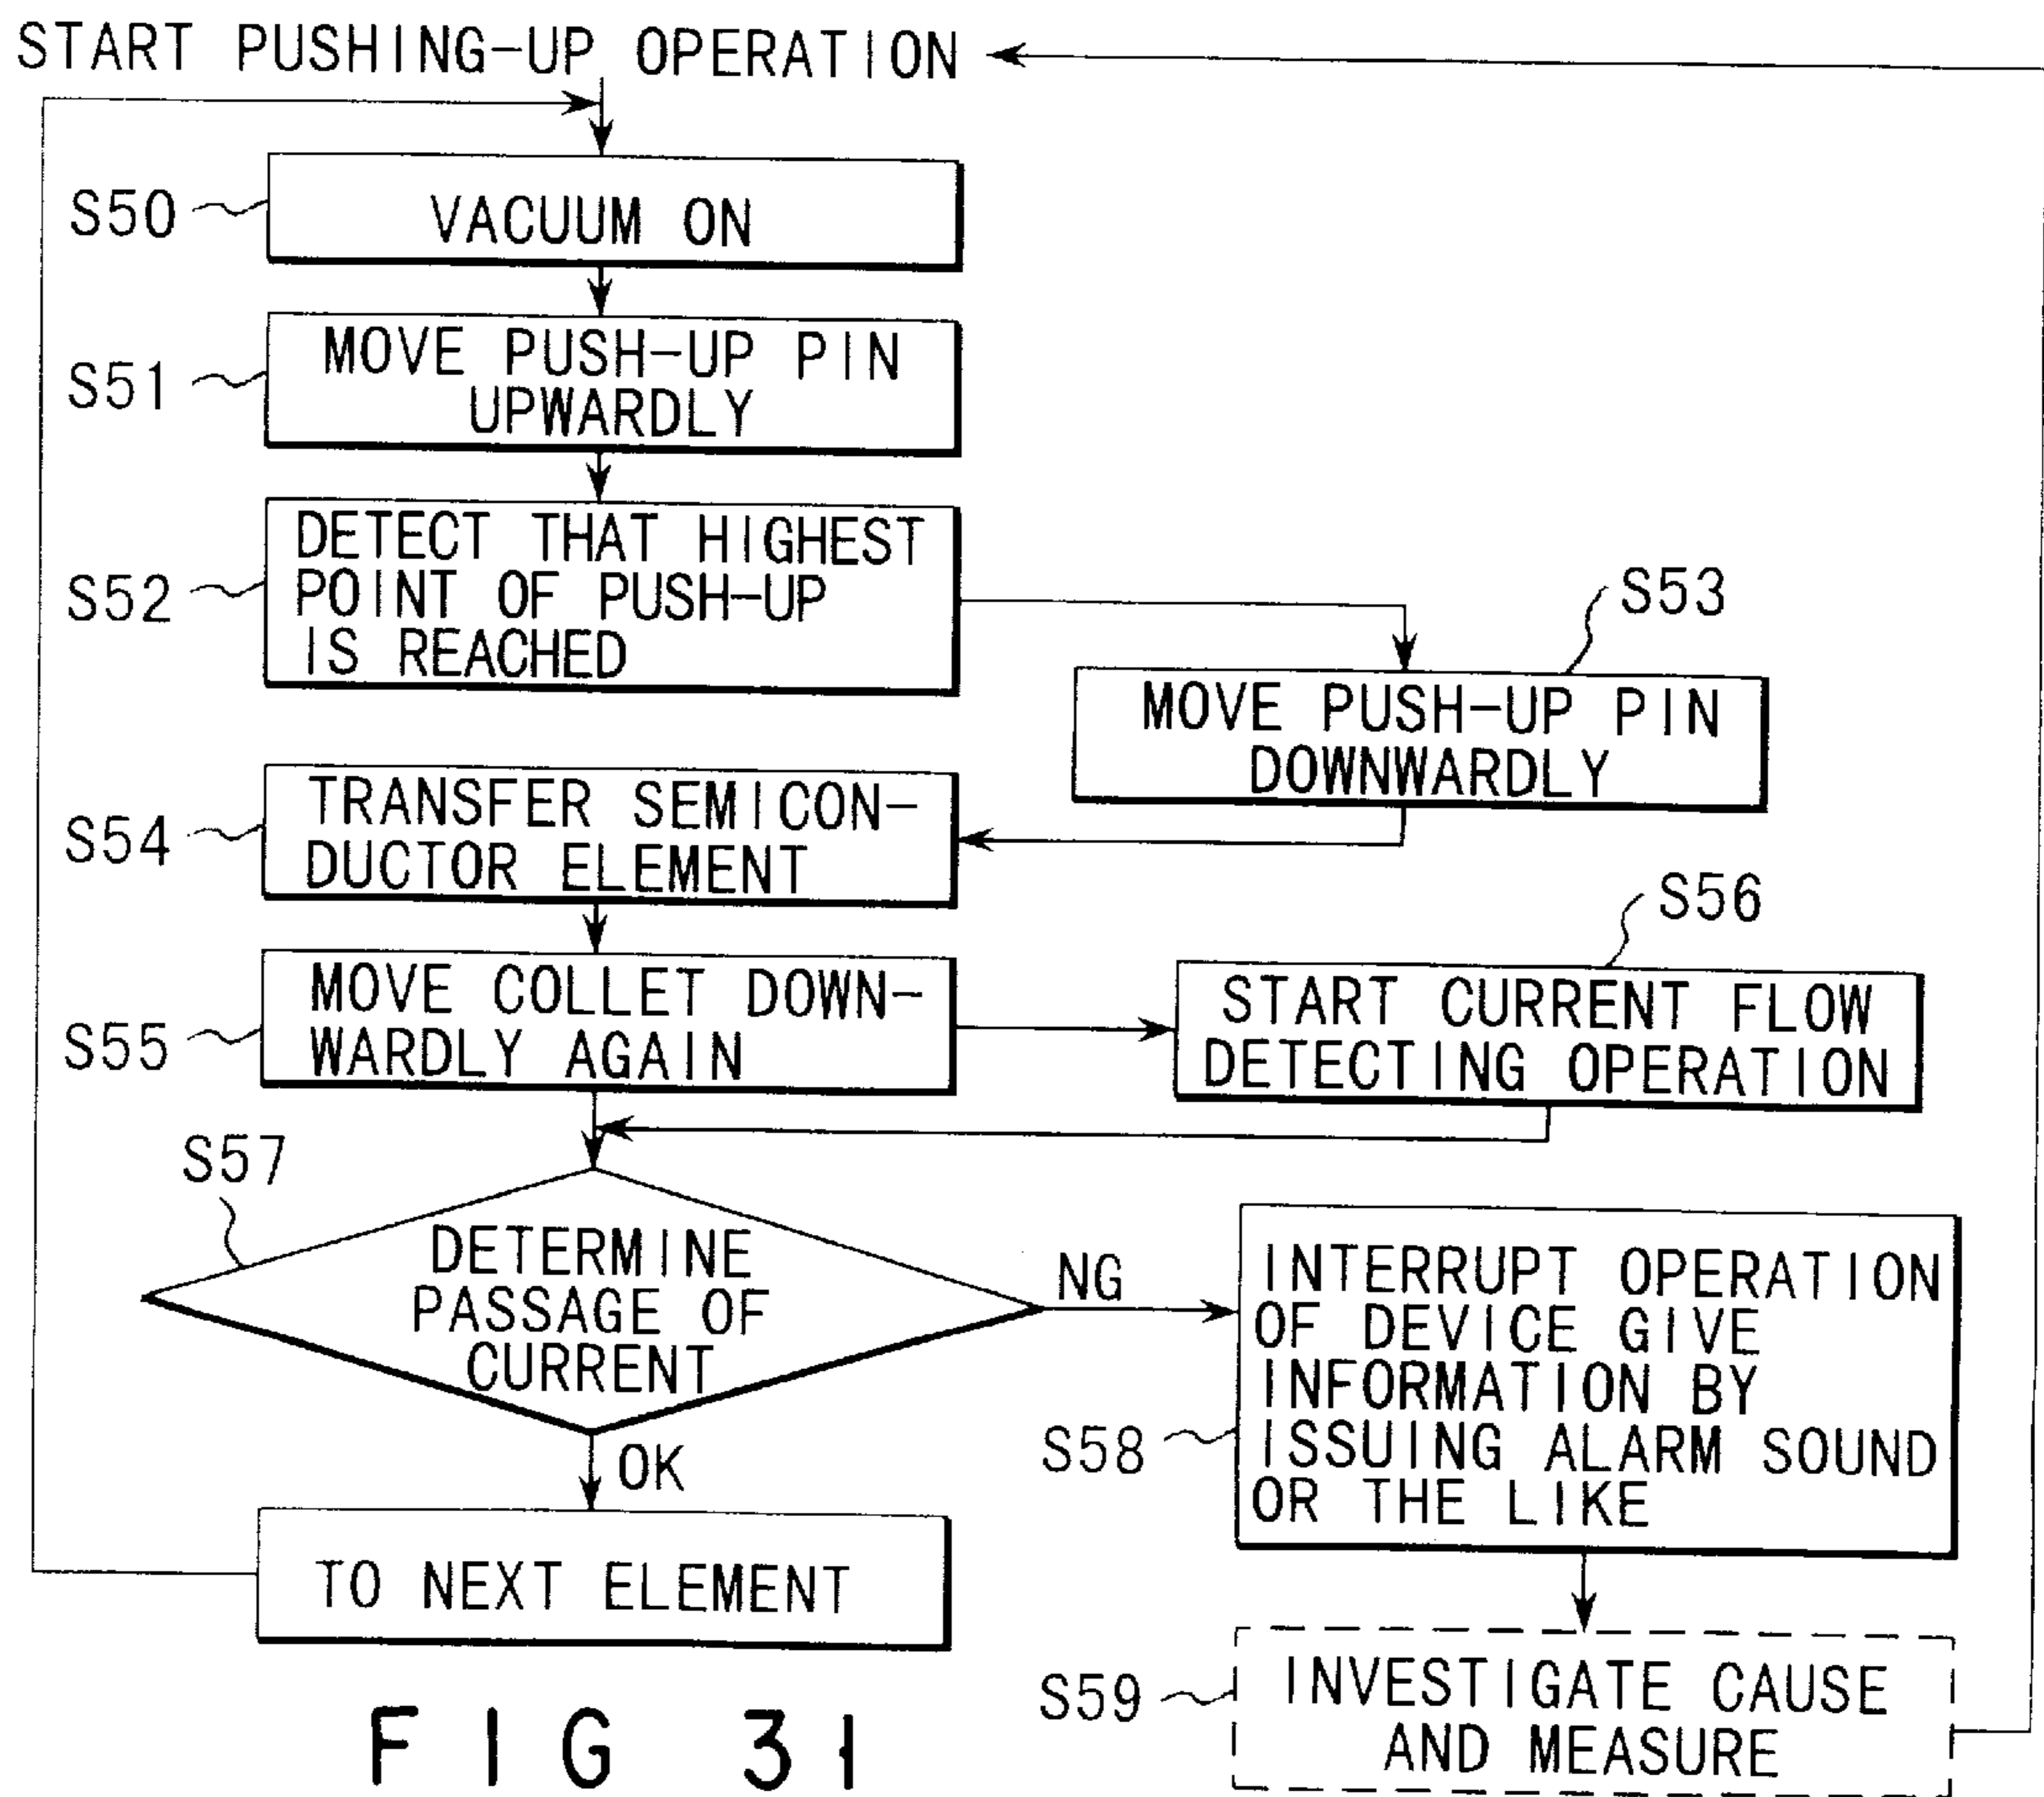 START PUSHING-UP OPERATION
S50
VACUUM ON
S51
MOVE PUSH-UP PIN
UPWARDLY
S52
DETECT THAT HIGHEST
POINT OF PUSH-UP
IS REACHED
S53
MOVE PUSH-UP PIN
DOWNWARDLY
S54
TRANSFER SEMICON-
DUCTOR ELEMENT
S55
MOVE COLLET DOWN-
WARDLY AGAIN
S56
START CURRENT FLOW
DETECTING OPERATION
S57
DETERMINE
PASSAGE OF
CURRENT
NG
OK
S58
INTERRUPT OPERATION
OF DEVICE GIVE
INFORMATION BY
ISSUING ALARM SOUND
OR THE LIKE
TO NEXT ELEMENT
S59
INVESTIGATE CAUSE
AND MEASURE
FIG 31